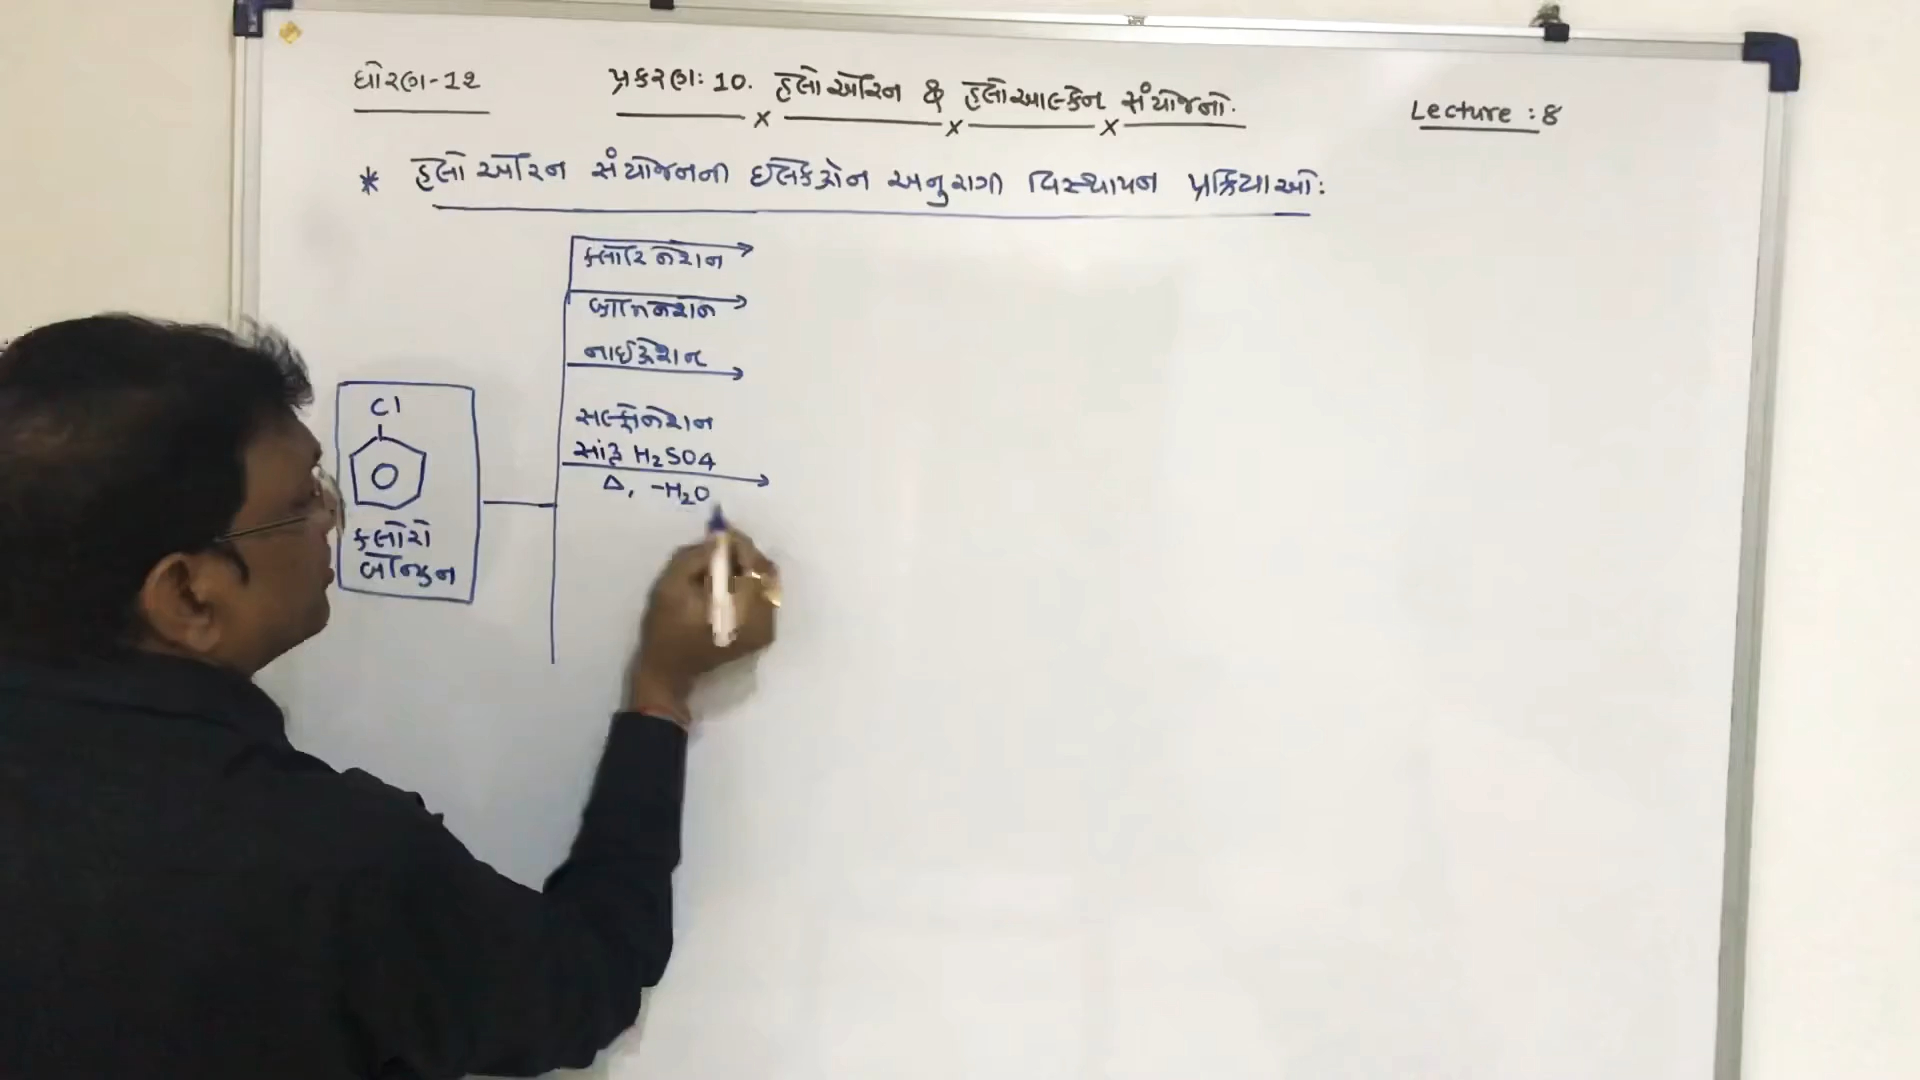 ધોરણ-12
પ્રકરણ: 10. હેલોએરિન & હેલોઆલ્કેન સંયોજનો.
Lecture : 8
* હેલો એરિન સંયોજનની ઇલેક્ટ્રોન અનુરાગી વિસ્થાપન પ્રક્રિયાઓ:
ક્લોરિનેશન
બ્રોમિનેશન
નાઈટ્રેશન
સલ્ફોનેશન
સાંદ્ર H2SO4
Δ, -H2O
Cl
ક્લોરો
બેન્ઝિન